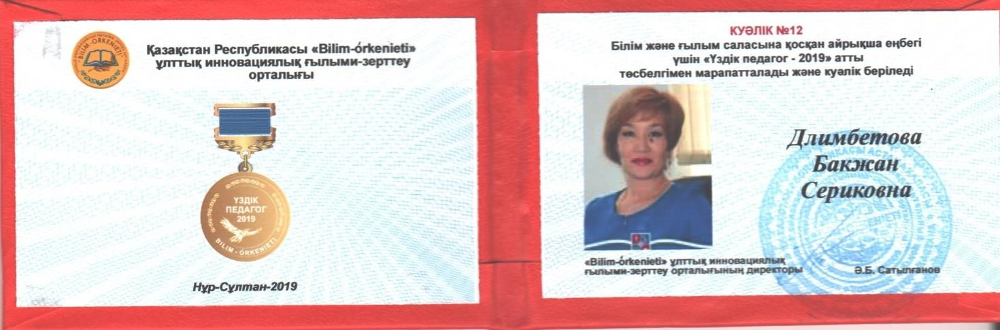 Қазақстан Республикасы «Bilim-órkenieti»
ұлттық инновациялық ғылыми-зерттеу
орталығы
"BILIM-ORKENIETI"
ҮЗДІК
ПЕДАГОГ
2019
BILIM - ÓRKENIETI
Нұр-Сұлтан-2019
КУӘЛІК №12
Білім және ғылым саласына қосқан айрықша еңбегі
үшін «Үздік педагог - 2019» атты
төсбелгімен марапатталады және куәлік беріледі
Длимбетова
Бакжан
Сериковна
«Bilim-órkenieti» ұлттық инновациялық
ғылыми-зерттеу орталығының директоры
Ә.Б. Сатылғанов